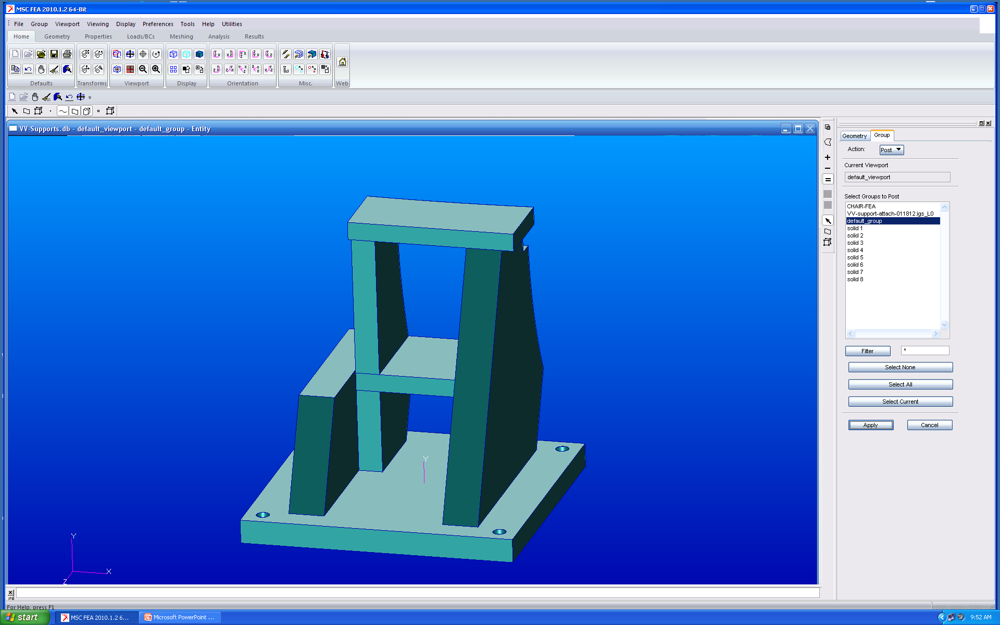 MSC FEA 2010.1.2 64-Bit
File Group Viewport Viewing Display Preferences Tools Help Utilities
Home Geometry Properties Loads/BCs Meshing Analysis Results
Defaults Transforms Viewport Display Orientation Misc. Web
VV-Supports.db - default_viewport - default_group - Entity
Geometry Group
Action: Post
Current Viewport
default_viewport
Select Groups to Post
CHAIR-FEA
VV-support-attach-011812.igs_L0
default_group
solid 1
solid 2
solid 3
solid 4
solid 5
solid 6
solid 7
solid 8
Filter *
Select None
Select All
Select Current
Apply Cancel
Y
Y
X
Z
For Help, press F1
start MSC FEA 2010.1.2 6... Microsoft PowerPoint ... 9:52 AM